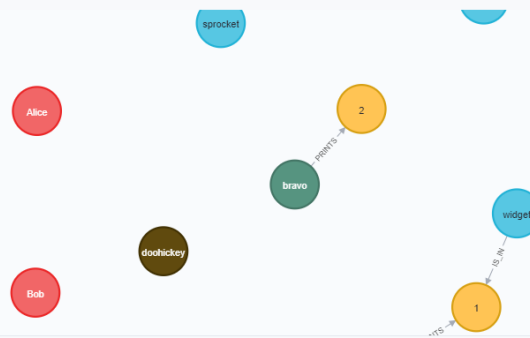 sprocket
Alice
2
PRINTS
bravo
widget
doohickey
IS_IN
Bob
1